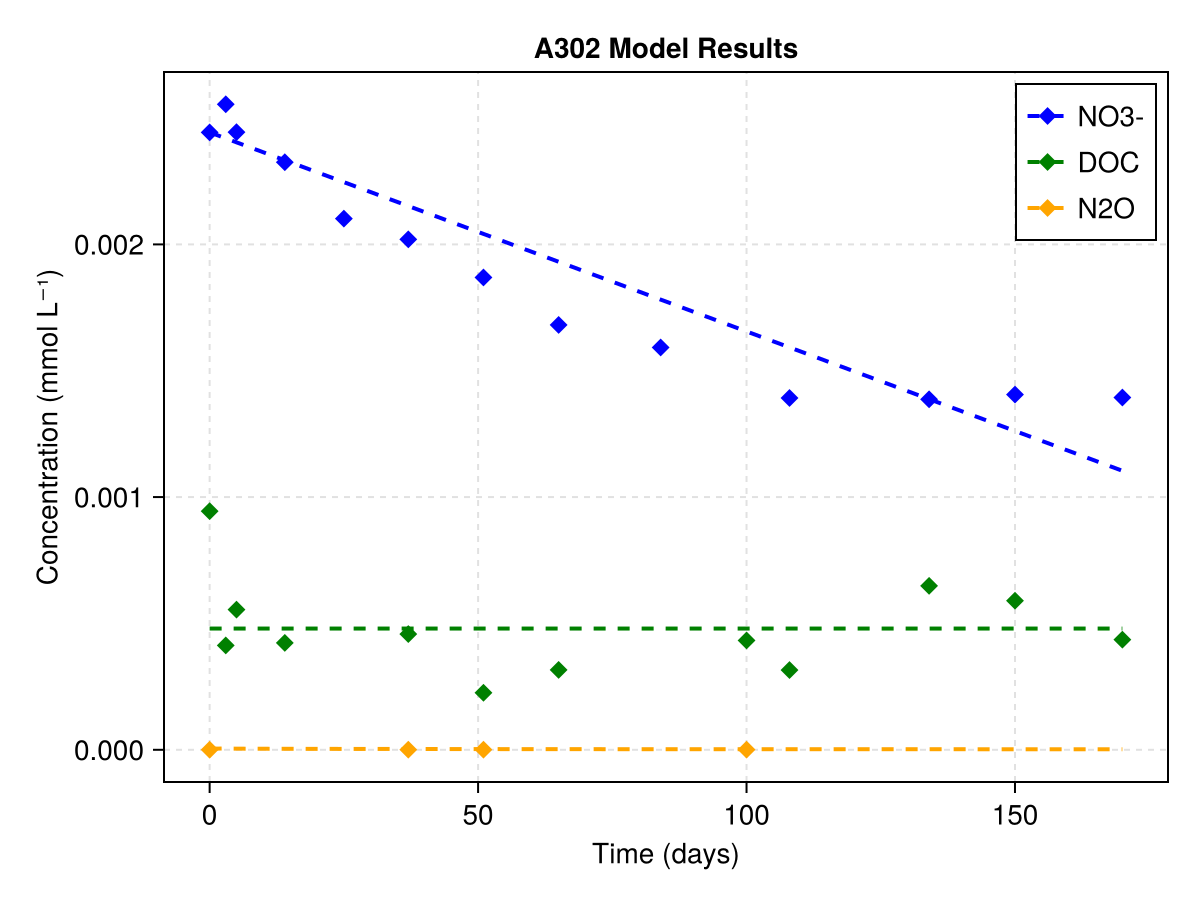 A302 Model Results
NO3-
DOC
N2O
0.002
0.001
0.000
Concentration (mmol L⁻¹)
0 50 100 150
Time (days)